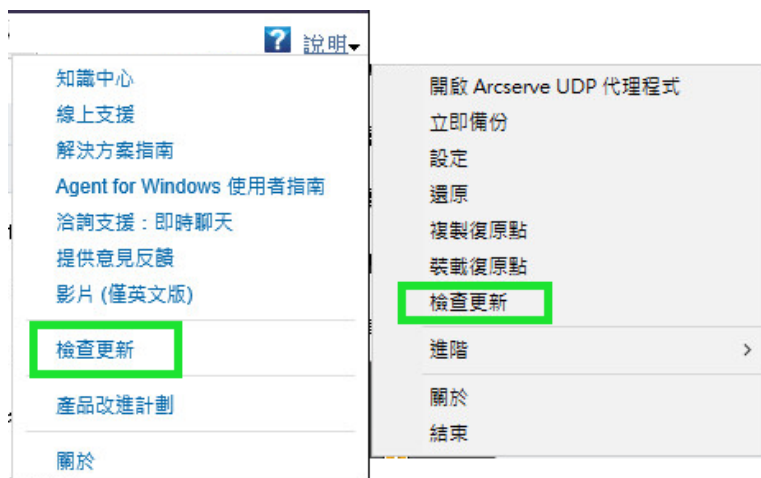 說明
知識中心
線上支援
解決方案指南
Agent for Windows 使用者指南
洽詢支援：即時聊天
提供意見反饋
影片 (僅英文版)
檢查更新
產品改進計劃
關於
開啟 Arcserve UDP 代理程式
立即備份
設定
還原
複製復原點
裝載復原點
檢查更新
進階
關於
結束